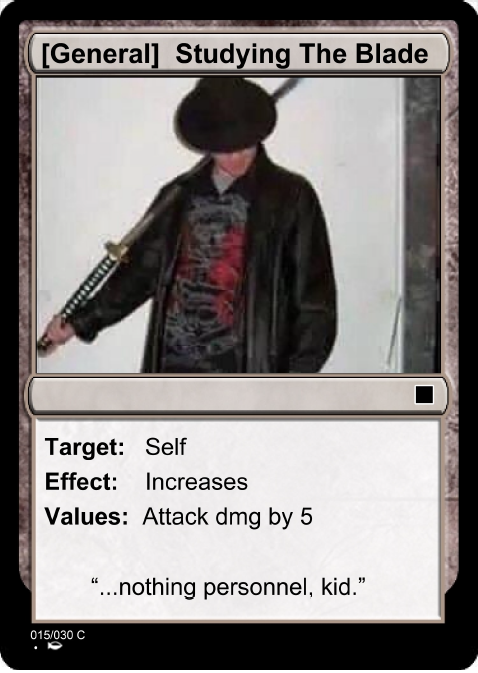 [General] Studying The Blade
Target: Self
Effect: Increases
Values: Attack dmg by 5
“...nothing personnel, kid.”
015/030 C